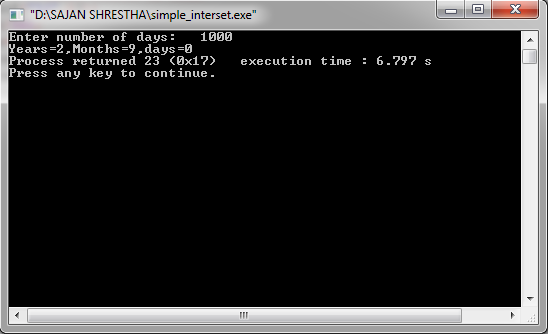 "D:\SAJAN SHRESTHA\simple_interset.exe"
Enter number of days:   1000
Years=2,Months=9,days=0
Process returned 23 (0x17)   execution time : 6.797 s
Press any key to continue.